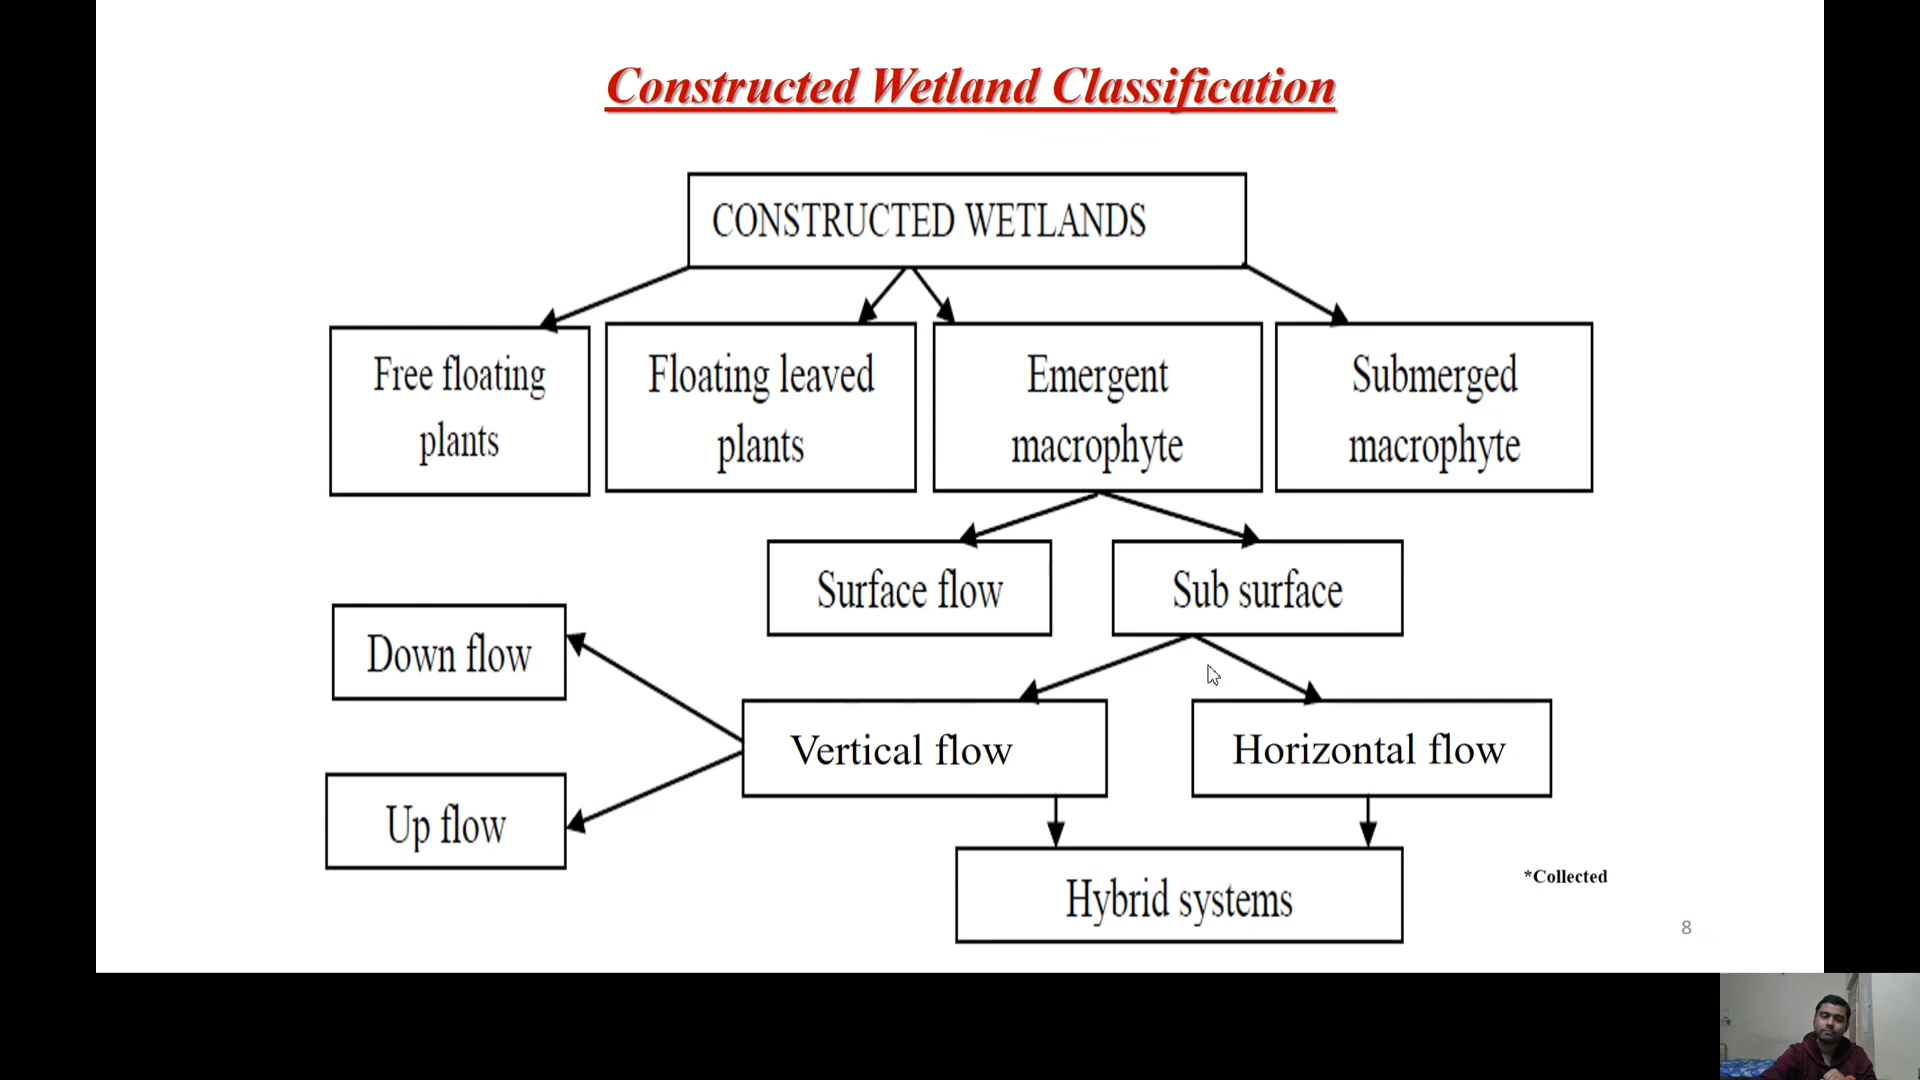 Constructed Wetland Classification
CONSTRUCTED WETLANDS
Free floating
plants
Floating leaved
plants
Emergent
macrophyte
Submerged
macrophyte
Surface flow
Sub surface
Down flow
Vertical flow
Horizontal flow
Up flow
Hybrid systems
*Collected
8